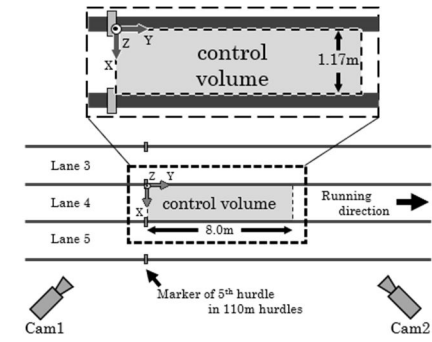 Z Y
X
control
volume
1.17m
Lane 3
Z Y
Lane 4
X
control volume
Running
direction
8.0m
Lane 5
Marker of 5th hurdle
in 110m hurdles
Cam1
Cam2